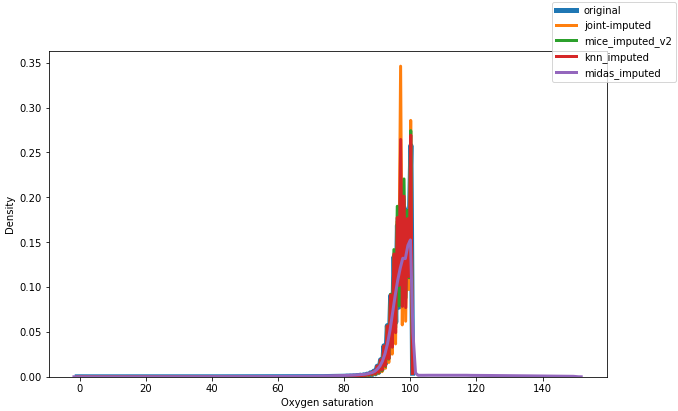 original
joint-imputed
mice_imputed_v2
knn_imputed
midas_imputed
0.35
0.30
0.25
0.20
0.15
0.10
0.05
0.00
Density
0 20 40 60 80 100 120 140
Oxygen saturation